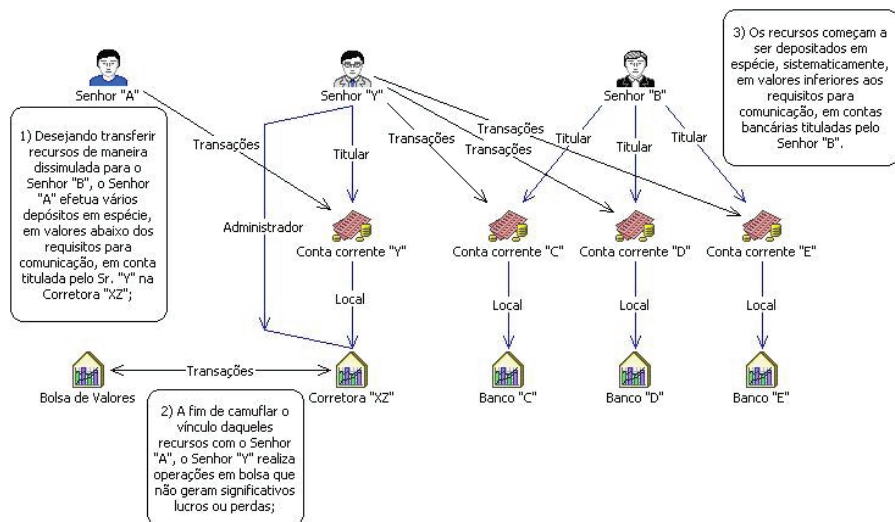 Senhor "A"
Senhor "Y"
Senhor "B"
3) Os recursos começam a
ser depositados em
espécie, sistematicamente,
em valores inferiores aos
requisitos para
comunicação, em contas
bancárias tituladas pelo
Senhor "B".
1) Desejando transferir
recursos de maneira
dissimulada para o
Senhor "B", o Senhor
"A" efetua vários
depósitos em espécie,
em valores abaixo dos
requisitos para
comunicação, em conta
titulada pelo Sr. "Y" na
Corretora "XZ";
Transações
Titular
Transações
Transações
Transações
Titular
Titular
Titular
Administrador
Conta corrente "Y"
Conta corrente "C"
Conta corrente "D"
Conta corrente "E"
Local
Local
Local
Local
Transações
Bolsa de Valores
Corretora "XZ"
Banco "C"
Banco "D"
Banco "E"
2) A fim de camuflar o
vínculo daqueles
recursos com o Senhor
"A", o Senhor "Y" realiza
operações em bolsa que
não geram significativos
lucros ou perdas;